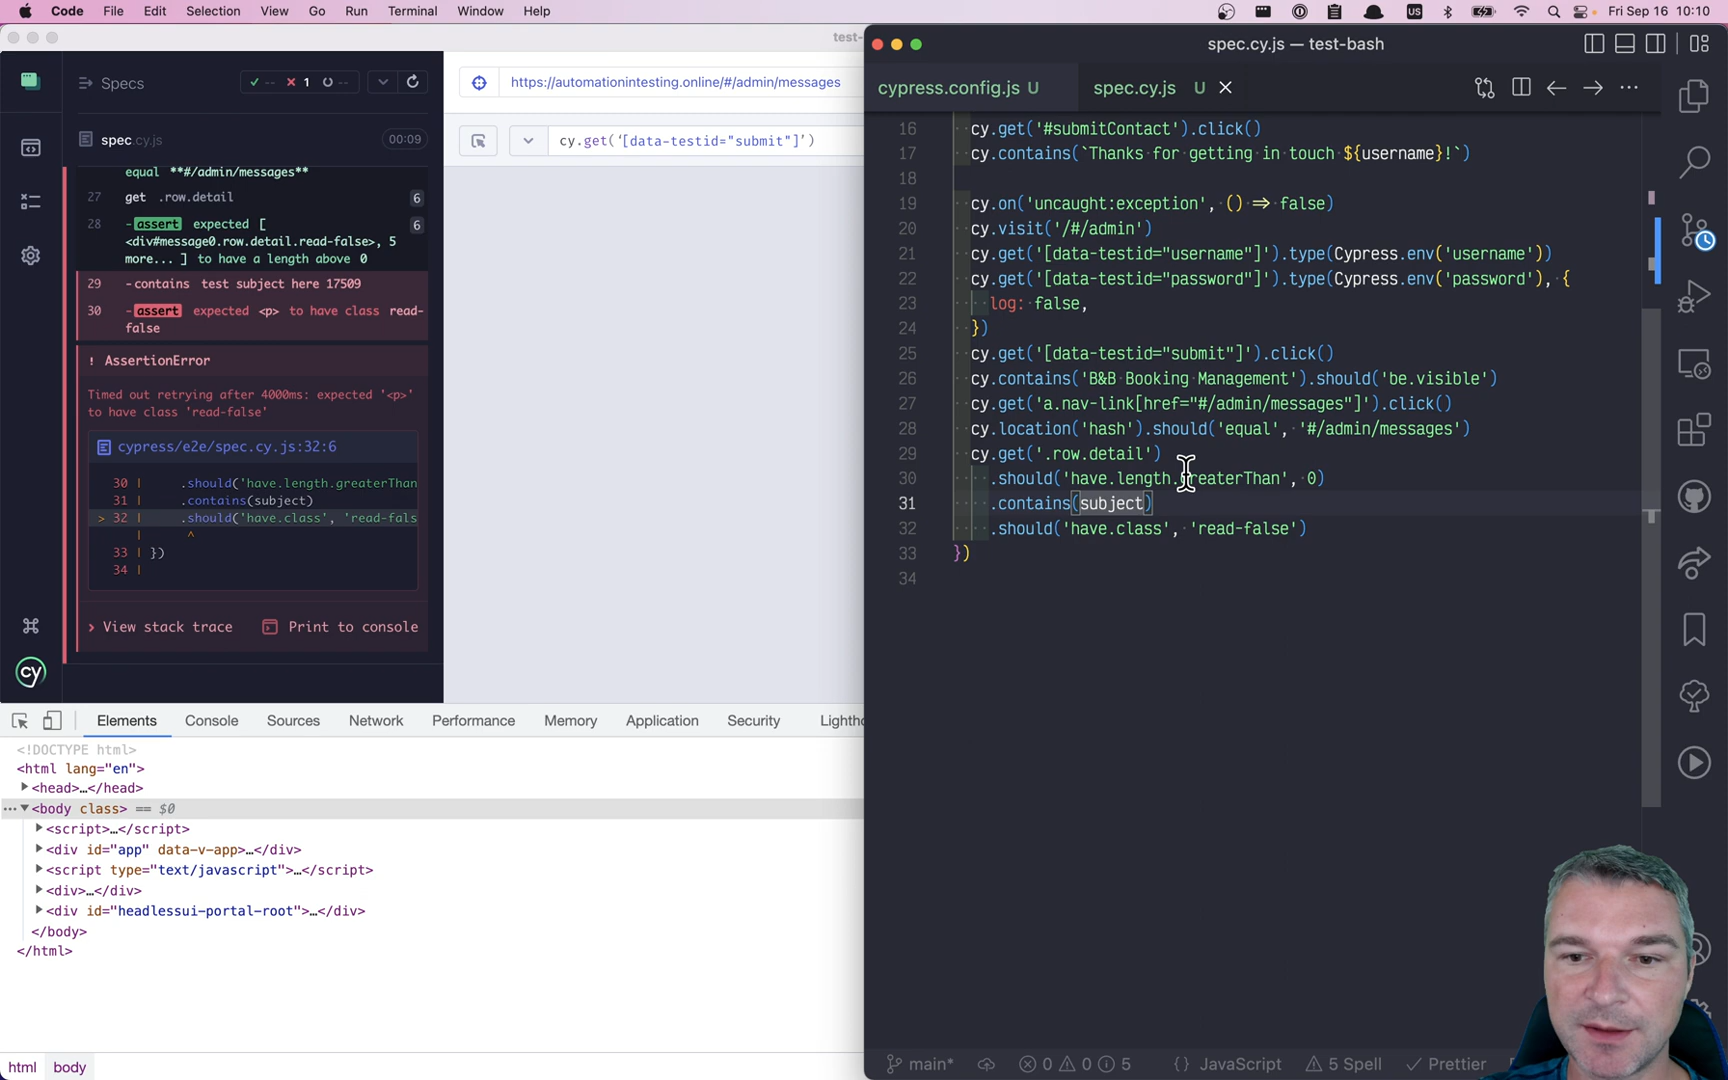 Code File Edit Selection View Go Run Terminal Window Help
US
Fri Sep 16 10:10
test-
Specs
-- 1 --
https://automationintesting.online/#/admin/messages
spec.cy.js
00:09
cy.get('[data-testid="submit"]')
equal **#/admin/messages**
27 get .row.detail 6
28 -assert expected [ 6
<div#message0.row.detail.read-false>, 5
more... ] to have a length above 0
29 -contains test subject here 17509
30 -assert expected <p> to have class read-
false
! AssertionError
Timed out retrying after 4000ms: expected '<p>'
to have class 'read-false'
cypress/e2e/spec.cy.js:32:6
30 | .should('have.length.greaterThan
31 | .contains(subject)
> 32 | .should('have.class', 'read-fals
| ^
33 | })
34 |
> View stack trace
Print to console
cy
Elements Console Sources Network Performance Memory Application Security Lightho
<!DOCTYPE html>
<html lang="en">
<head>…</head>
<body class> == $0
<script>…</script>
<div id="app" data-v-app>…</div>
<script type="text/javascript">…</script>
<div>…</div>
<div id="headlessui-portal-root">…</div>
</body>
</html>
html body
spec.cy.js — test-bash
cypress.config.js U
spec.cy.js U
16 cy.get('#submitContact').click()
17 cy.contains(`Thanks for getting in touch ${username}!`)
18
19 cy.on('uncaught:exception', () => false)
20 cy.visit('/#/admin')
21 cy.get('[data-testid="username"]').type(Cypress.env('username'))
22 cy.get('[data-testid="password"]').type(Cypress.env('password'), {
23 log: false,
24 })
25 cy.get('[data-testid="submit"]').click()
26 cy.contains('B&B Booking Management').should('be.visible')
27 cy.get('a.nav-link[href="#/admin/messages"]').click()
28 cy.location('hash').should('equal', '#/admin/messages')
29 cy.get('.row.detail')
30 .should('have.length.greaterThan', 0)
31 .contains(subject)
32 .should('have.class', 'read-false')
33 })
34
main* 0 0 5 {} JavaScript 5 Spell Prettier